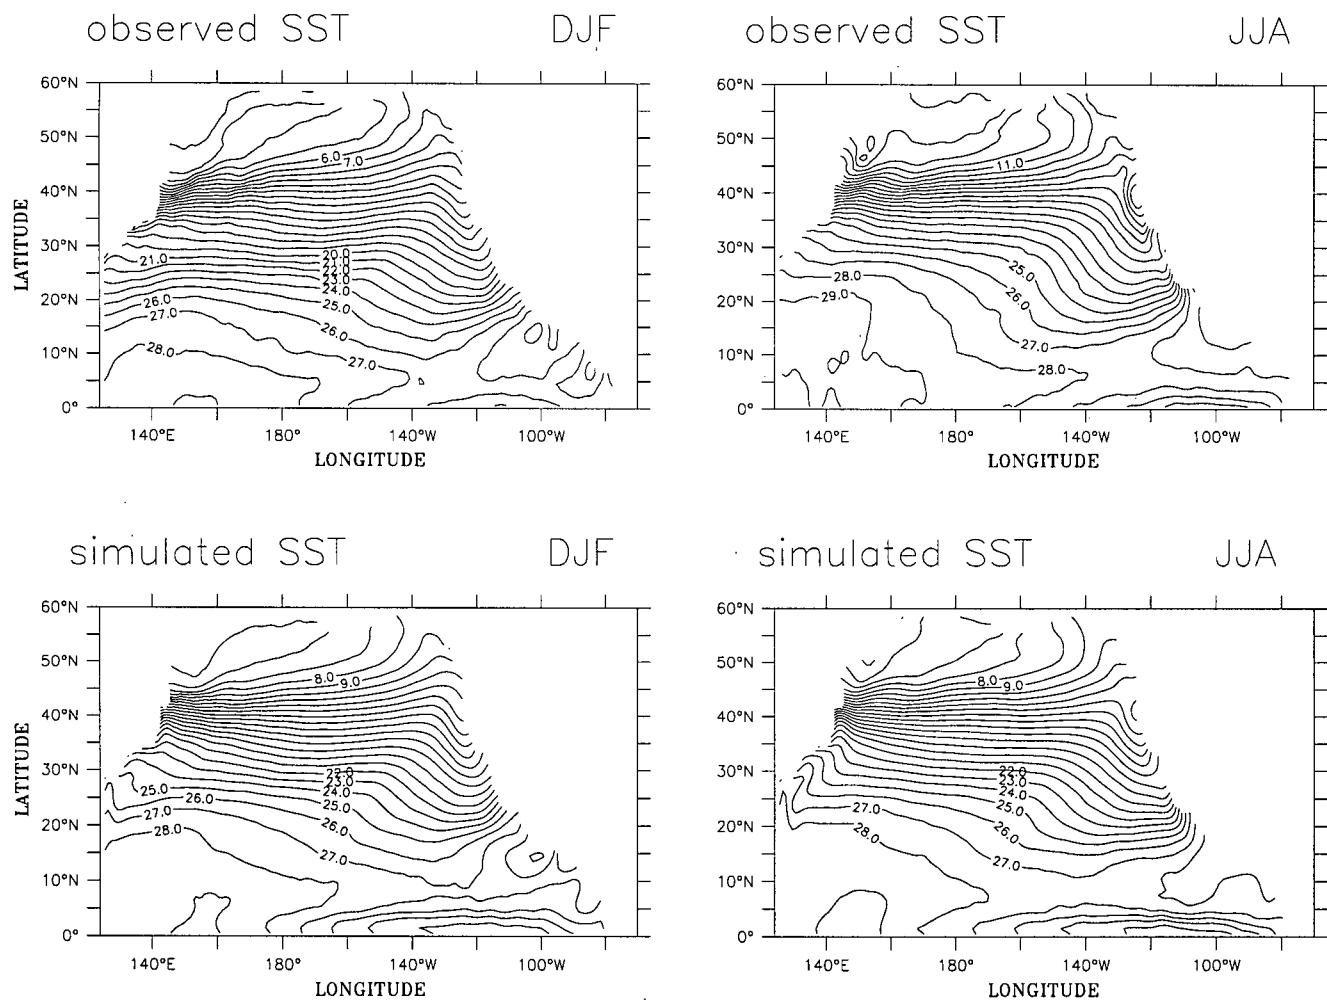 observed SST DJF
60°N
50°N
40°N
30°N
20°N
10°N
0°
LATITUDE
6.0
7.0
20.0
21.0
21.0
22.0
23.0
24.0
25.0
26.0
26.0
27.0
27.0
28.0
140°E 180° 140°W 100°W
LONGITUDE
observed SST JJA
60°N
50°N
40°N
30°N
20°N
10°N
0°
11.0
25.0
28.0
26.0
29.0
27.0
28.0
140°E 180° 140°W 100°W
LONGITUDE
simulated SST DJF
60°N
50°N
40°N
30°N
20°N
10°N
0°
LATITUDE
8.0
9.0
22.0
23.0
25.0
24.0
26.0
25.0
27.0
26.0
28.0
27.0
140°E 180° 140°W 100°W
LONGITUDE
simulated SST JJA
60°N
50°N
40°N
30°N
20°N
10°N
0°
8.0
9.0
22.0
23.0
24.0
27.0
25.0
28.0
26.0
27.0
140°E 180° 140°W 100°W
LONGITUDE